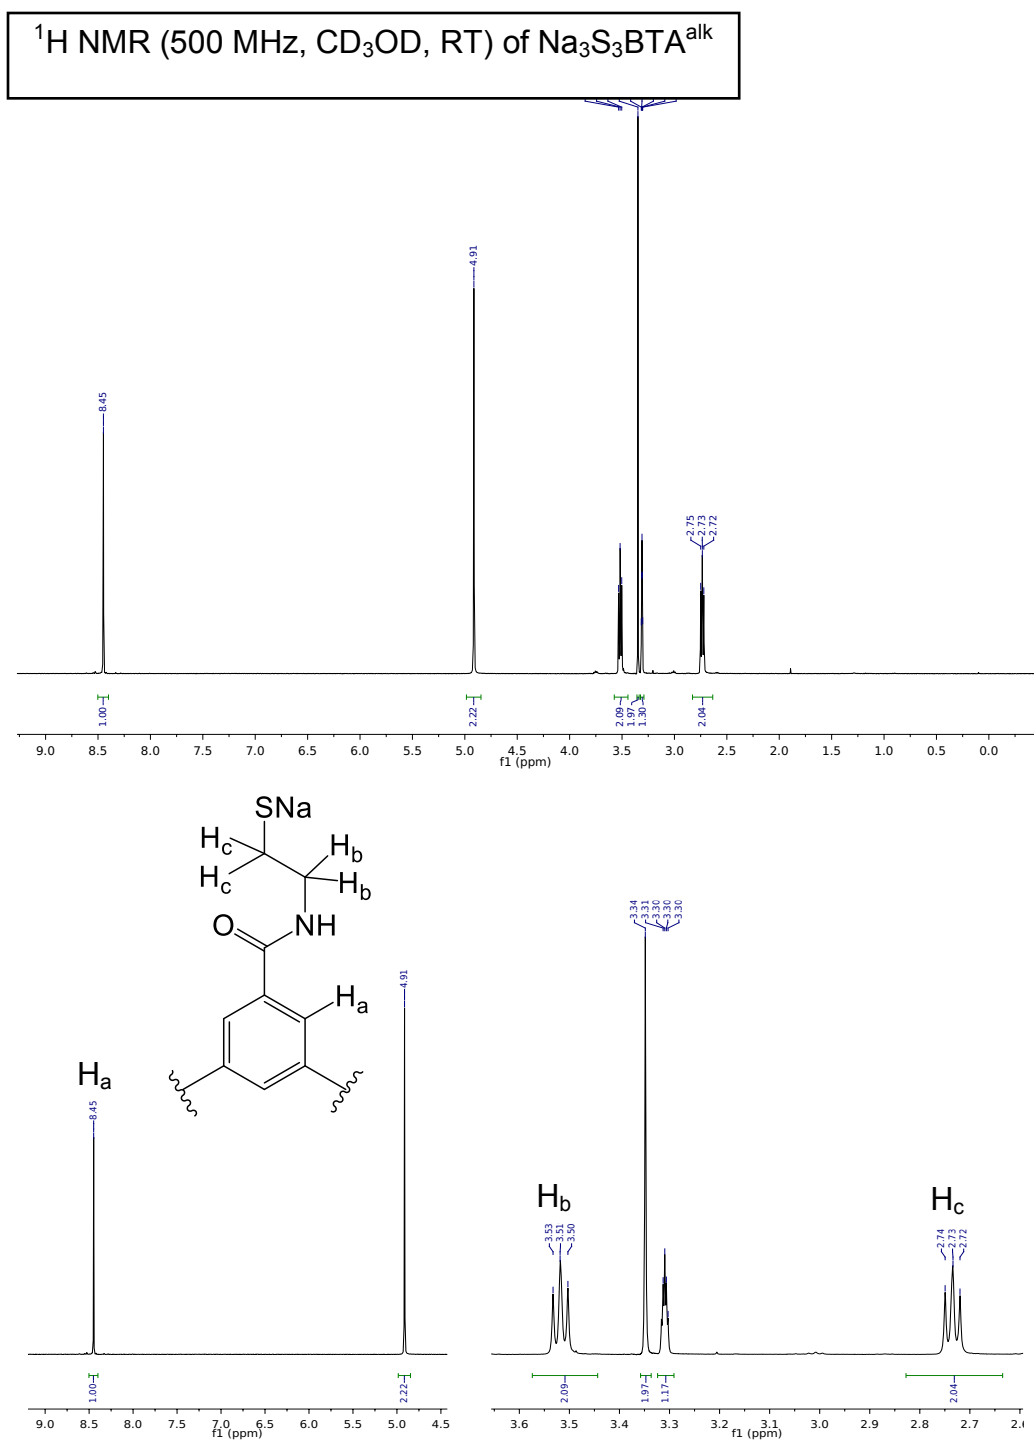 ¹H NMR (500 MHz, CD₃OD, RT) of Na₃S₃BTAᵃˡᵏ
8.45
4.91
2.75
2.73
2.72
1.00
2.22
2.09
1.97
1.30
2.04
9.0 8.5 8.0 7.5 7.0 6.5 6.0 5.5 5.0 4.5 4.0 3.5 3.0 2.5 2.0 1.5 1.0 0.5 0.0
f1 (ppm)
SNa
Hc Hb
Hc Hb
O NH
Ha
Ha
8.45
4.91
Hb
3.53
3.51
3.50
3.34
3.31
3.30
3.30
3.30
Hc
2.74
2.73
2.72
1.00
2.22
2.09
1.97
1.17
2.04
9.0 8.5 8.0 7.5 7.0 6.5 6.0 5.5 5.0 4.5
f1 (ppm)
3.6 3.5 3.4 3.3 3.2 3.1 3.1 3.0 2.9 2.8 2.7 2.6
f1 (ppm)